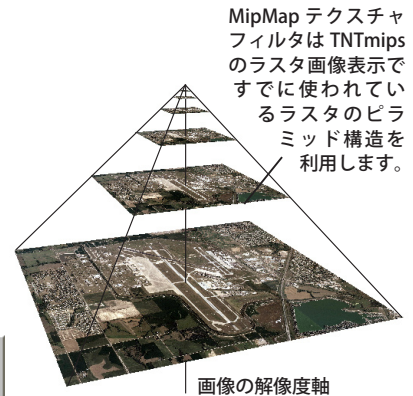 MipMap テクスチャ
フィルタは TNTmips
のラスタ画像表示で
すでに使われてい
るラスタのピラ
ミッド構造を
利用します。
画像の解像度軸